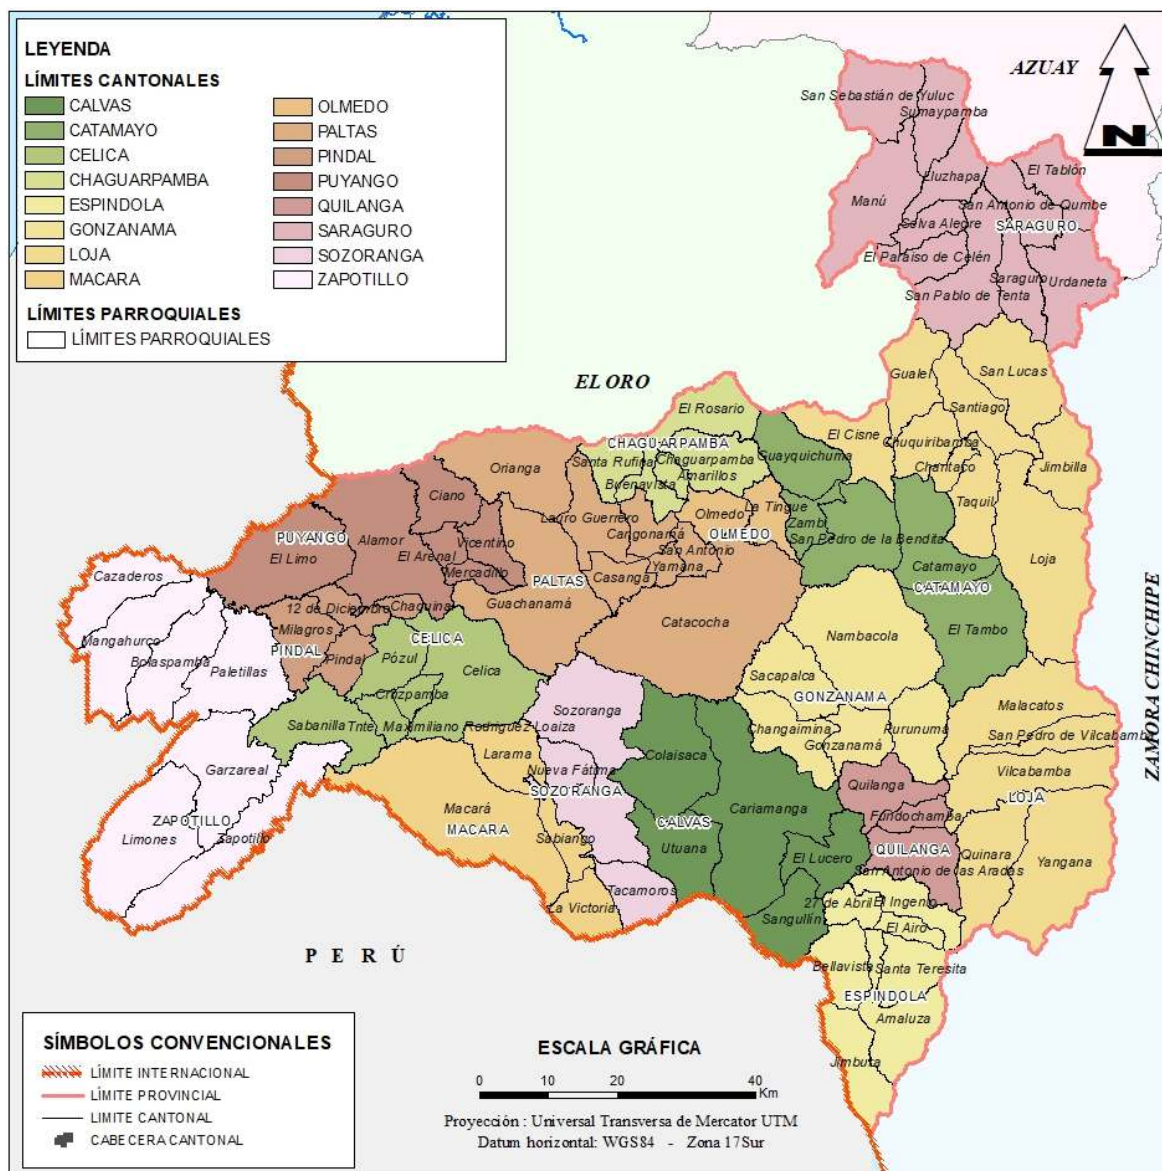 LEYENDA
LÍMITES CANTONALES
CALVAS
CATAMAYO
CELICA
CHAGUARPAMBA
ESPINDOLA
GONZANAMA
LOJA
MACARA
OLMEDO
PALTAS
PINDAL
PUYANGO
QUILANGA
SARAGURO
SOZORANGA
ZAPOTILLO
LÍMITES PARROQUIALES
LÍMITES PARROQUIALES
AZUAY
N
San Sebastián de Yuluc
Sumaypamba
El Tablón
Lluzhapa
Manú
San Antonio de Qumbe
Selva Alegre
SARAGURO
El Paraíso de Celén
Saraguro
Urdaneta
San Pablo de Tenta
EL ORO
Gualel
San Lucas
Santiago
El Rosario
El Cisne
Chuquiribamba
CHAGUARPAMBA
Guayquichuma
Chaguarpamba
Santa Rufina
Amarillos
Buenavista
Chantaco
Jimbilla
Orianga
Taquil
Ciano
La Tingue
Olmedo
Lauro Guerrero
Zambi
Cangonamá
OLMEDO
San Pedro de la Bendita
PUYANGO
Alamor
Vicentino
El Limo
El Arenal
San Antonio
Yamana
Loja
Mercadillo
Casanga
PALTAS
Catamayo
CATAMAYO
Cazaderos
12 de Diciembre
Chaquinal
Guachanamá
Catacocha
Milagros
El Tambo
Mangahurco
CELICA
Nambacola
PINDAL
Pindal
Pózul
Bolaspamba
Paletillas
Celica
Sacapalca
Cruzpamba
GONZANAMA
Malacatos
Sozoranga
Sabanilla
Tnte. Maximiliano Rodriguez Loaiza
Changaimina
Purunuma
San Pedro de Vilcabamba
Gonzanamá
Larama
Colaisaca
Garzareal
Nueva Fátima
Vilcabamba
Quilanga
SOZORANGA
LOJA
Macará
Cariamanga
Fundochamba
MACARA
ZAPOTILLO
CALVAS
Limones
Zapotillo
Sabiango
Utuana
El Lucero
QUILANGA
Quinara
Yangana
San Antonio de las Aradas
Tacamoros
La Victoria
27 de Abril
El Ingenio
Sangullín
El Airo
Bellavista
Santa Teresita
ESPINDOLA
Amaluza
Jimbura
ZAMORA CHINCHIPE
PERÚ
SÍMBOLOS CONVENCIONALES
LÍMITE INTERNACIONAL
LÍMITE PROVINCIAL
LIMITE CANTONAL
CABECERA CANTONAL
ESCALA GRÁFICA
0 10 20 40
Km
Proyección : Universal Transversa de Mercator UTM
Datum horizontal: WGS84 - Zona 17Sur